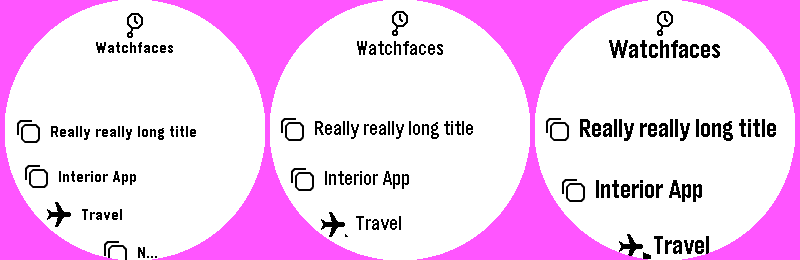 Watchfaces
Really really long title
Interior App
Travel
N...
Watchfaces
Really really long title
Interior App
Travel
Watchfaces
Really really long title
Interior App
Travel